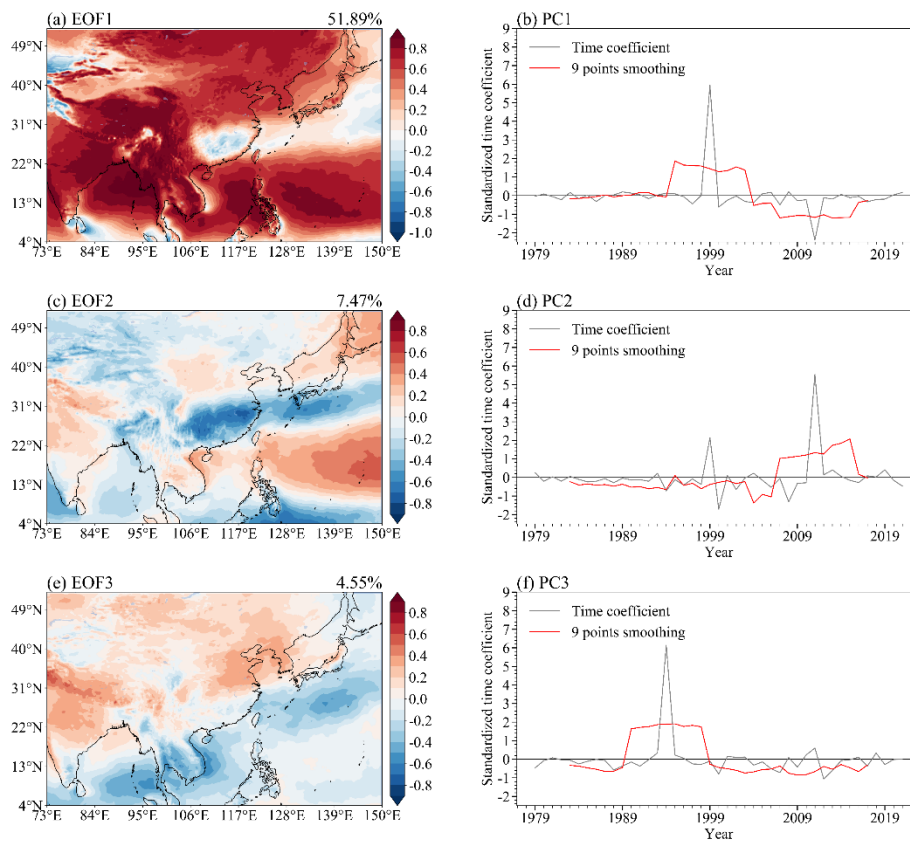 (a) EOF1 51.89%
49°N
40°N
31°N
22°N
13°N
4°N
73°E 84°E 95°E 106°E 117°E 128°E 139°E 150°E
0.8
0.6
0.4
0.2
0.0
-0.2
-0.4
-0.6
-0.8
-1.0
(b) PC1
Standardized time coefficient
9
8
7
6
5
4
3
2
1
0
-1
-2
Time coefficient
9 points smoothing
1979 1989 1999 2009 2019
Year
(c) EOF2 7.47%
49°N
40°N
31°N
22°N
13°N
4°N
73°E 84°E 95°E 106°E 117°E 128°E 139°E 150°E
0.8
0.6
0.4
0.2
0.0
-0.2
-0.4
-0.6
-0.8
(d) PC2
Standardized time coefficient
9
8
7
6
5
4
3
2
1
0
-1
-2
Time coefficient
9 points smoothing
1979 1989 1999 2009 2019
Year
(e) EOF3 4.55%
49°N
40°N
31°N
22°N
13°N
4°N
73°E 84°E 95°E 106°E 117°E 128°E 139°E 150°E
0.8
0.6
0.4
0.2
0.0
-0.2
-0.4
-0.6
-0.8
(f) PC3
Standardized time coefficient
9
8
7
6
5
4
3
2
1
0
-1
-2
Time coefficient
9 points smoothing
1979 1989 1999 2009 2019
Year